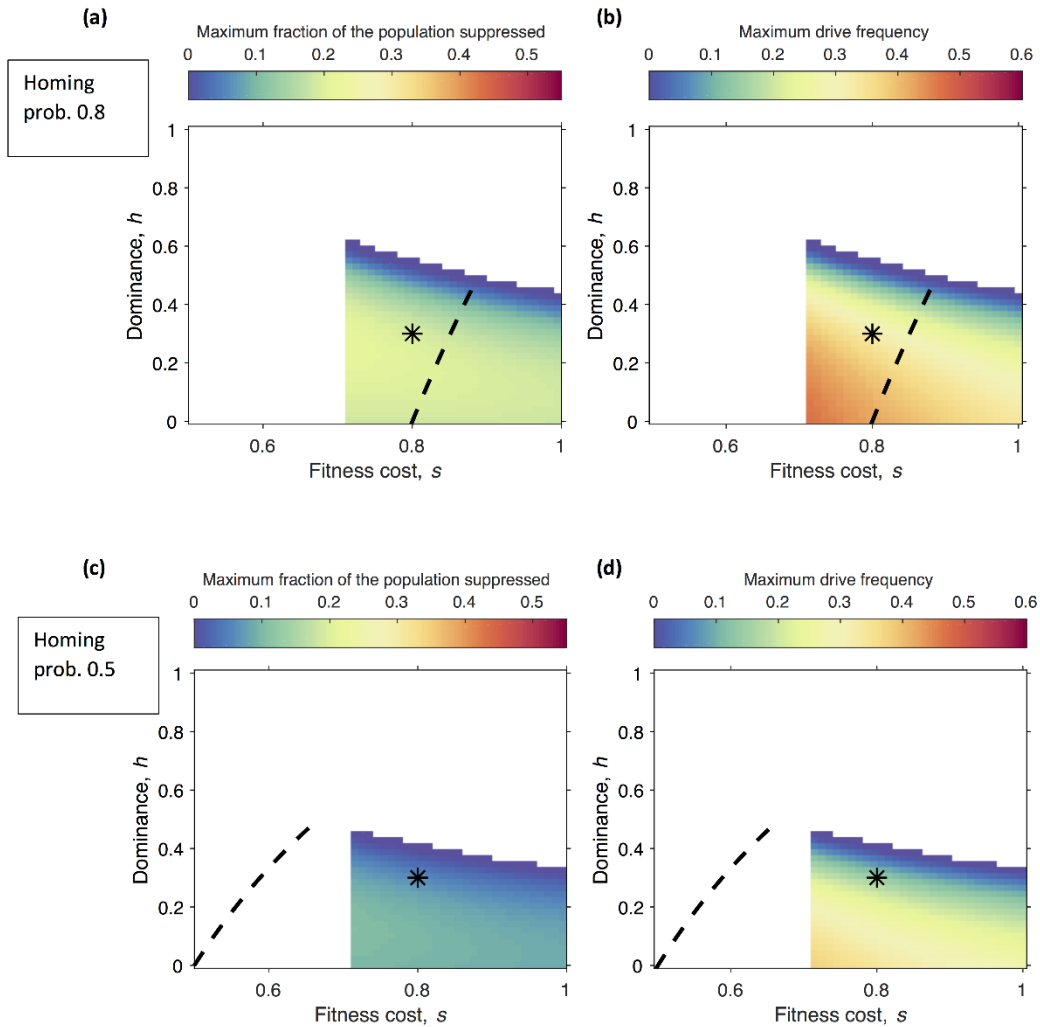 (a)
(b)
Maximum fraction of the population suppressed
Maximum drive frequency
0 0.1 0.2 0.3 0.4 0.5
0 0.1 0.2 0.3 0.4 0.5 0.6
Homing
prob. 0.8
1
0.8
0.6
0.4
0.2
0
Dominance, h
0.6 0.8 1
Fitness cost, s
1
0.8
0.6
0.4
0.2
0
Dominance, h
0.6 0.8 1
Fitness cost, s
(c)
(d)
Maximum fraction of the population suppressed
Maximum drive frequency
0 0.1 0.2 0.3 0.4 0.5
0 0.1 0.2 0.3 0.4 0.5 0.6
Homing
prob. 0.5
1
0.8
0.6
0.4
0.2
0
Dominance, h
0.6 0.8 1
Fitness cost, s
1
0.8
0.6
0.4
0.2
0
Dominance, h
0.6 0.8 1
Fitness cost, s